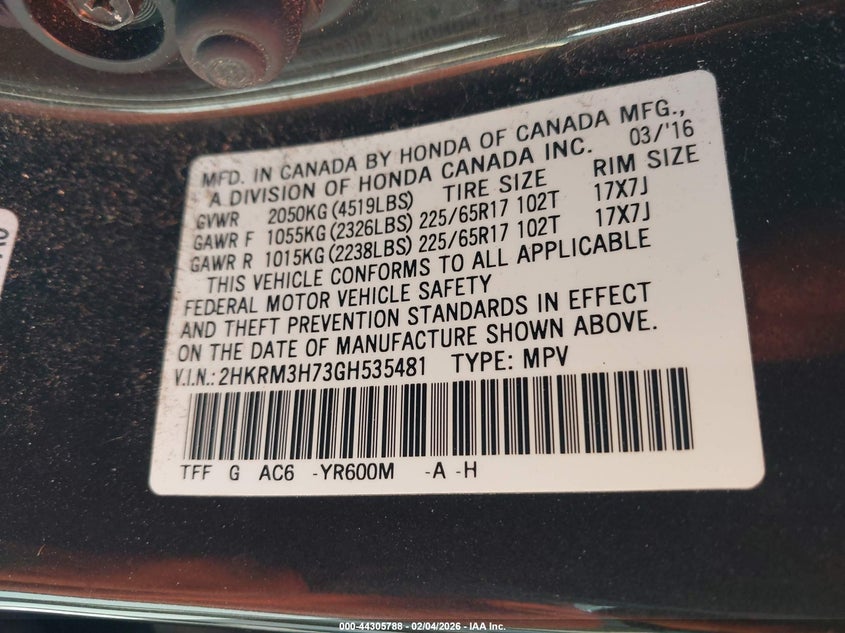 MFD. IN CANADA BY HONDA OF CANADA MFG.,
A DIVISION OF HONDA CANADA INC. 03/'16
GVWR 2050KG (4519LBS) TIRE SIZE RIM SIZE
GAWR F 1055KG (2326LBS) 225/65R17 102T 17X7J
GAWR R 1015KG (2238LBS) 225/65R17 102T 17X7J
THIS VEHICLE CONFORMS TO ALL APPLICABLE
FEDERAL MOTOR VEHICLE SAFETY
AND THEFT PREVENTION STANDARDS IN EFFECT
ON THE DATE OF MANUFACTURE SHOWN ABOVE.
V.I.N.: 2HKRM3H73GH535481 TYPE: MPV
TFF G AC6 -YR600M -A -H
000-44305788 - 02/04/2026 - IAA Inc.